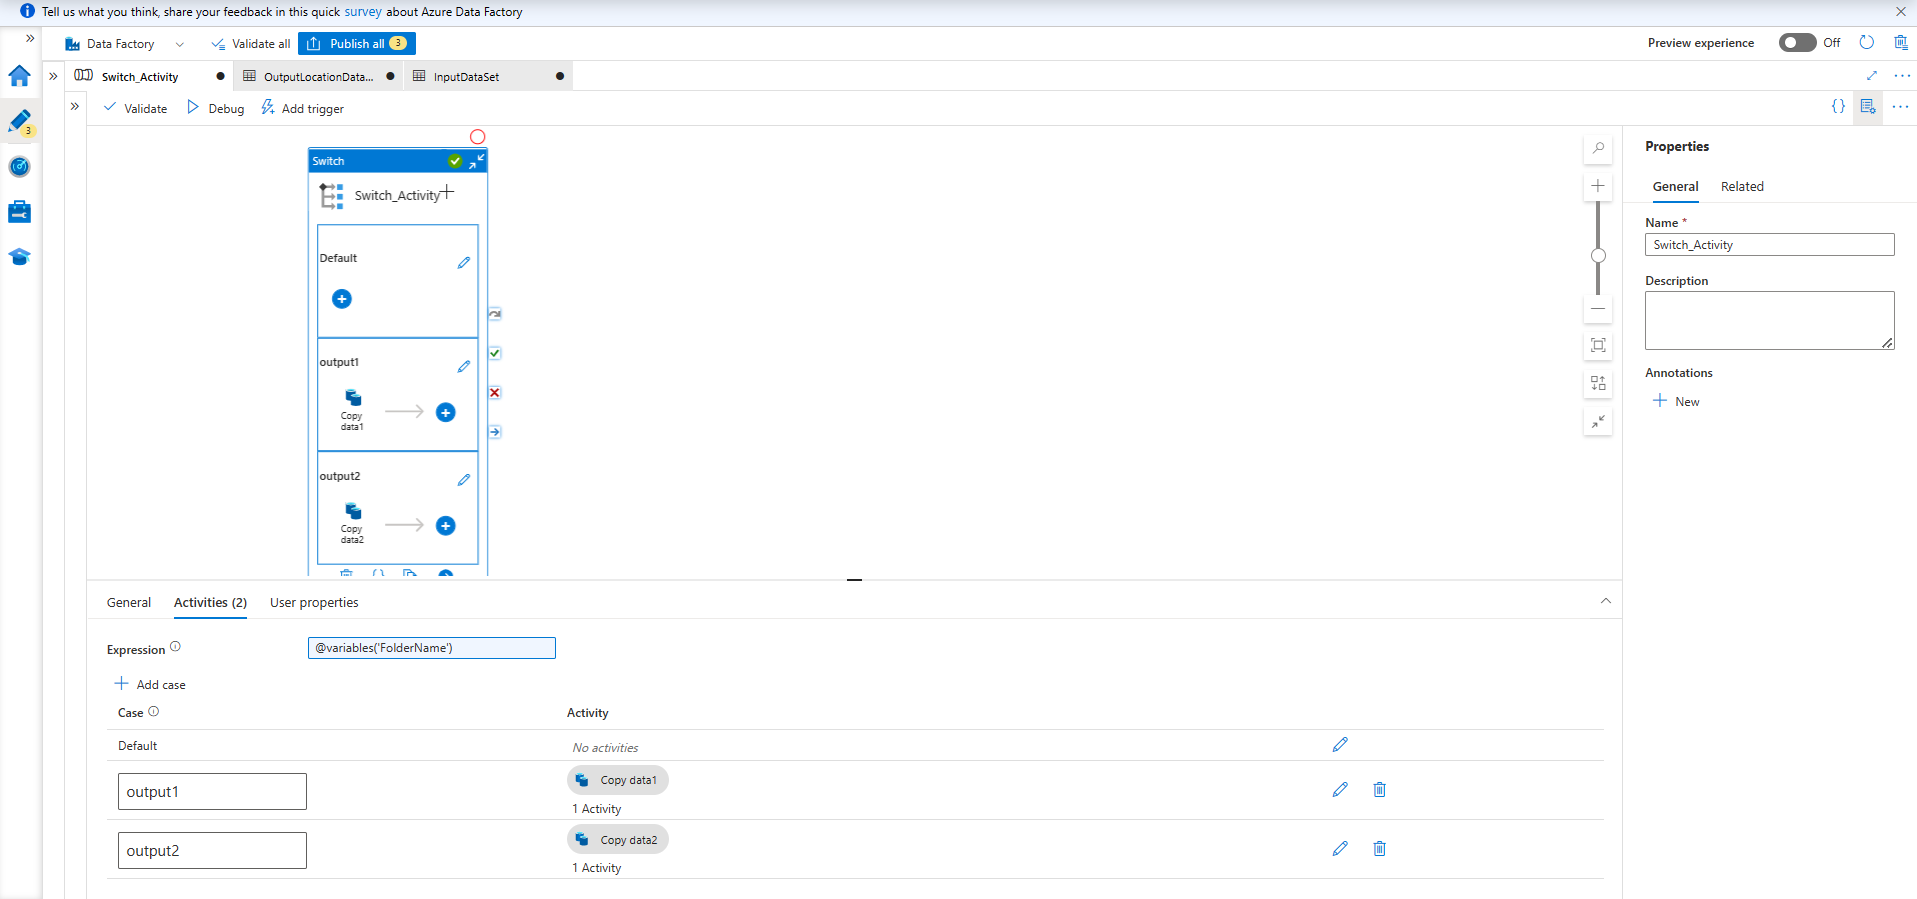 Tell us what you think, share your feedback in this quick survey about Azure Data Factory
Data Factory
Validate all
Publish all 3
Preview experience
Off
3
Switch_Activity
OutputLocationData...
InputDataSet
Validate
Debug
Add trigger
Switch
Switch_Activity
Default
output1
Copy
data1
output2
Copy
data2
Properties
General
Related
Name *
Switch_Activity
Description
Annotations
New
General
Activities (2)
User properties
Expression
@variables('FolderName')
Add case
Case
Activity
Default
No activities
output1
Copy data1
1 Activity
output2
Copy data2
1 Activity